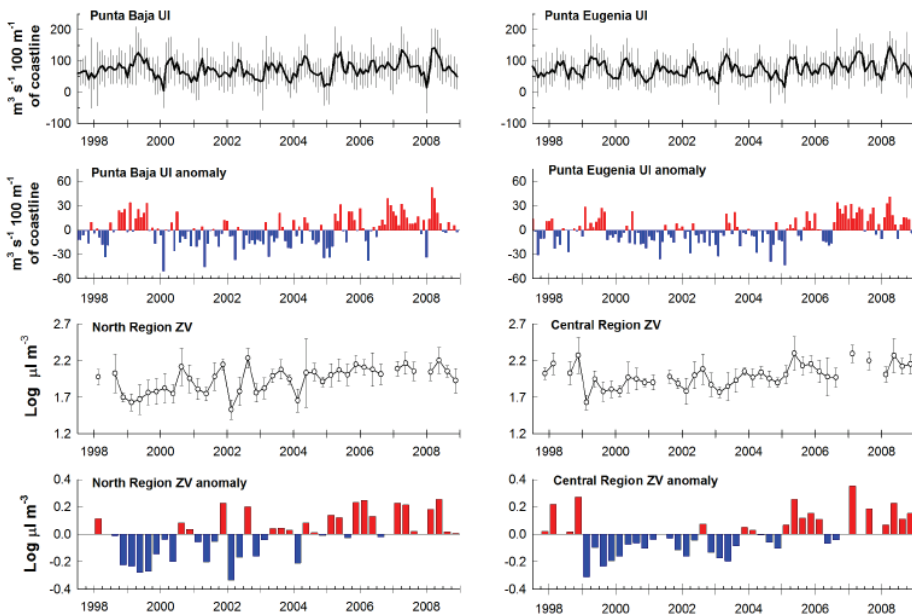 Punta Baja UI
Punta Eugenia UI
m³ s⁻¹ 100 m⁻¹
of coastline
200
100
0
-100
200
100
0
-100
1998 2000 2002 2004 2006 2008
1998 2000 2002 2004 2006 2008
Punta Baja UI anomaly
Punta Eugenia UI anomaly
m³ s⁻¹ 100 m⁻¹
of coastline
60
30
0
-30
-60
60
30
0
-30
-60
1998 2000 2002 2004 2006 2008
1998 2000 2002 2004 2006 2008
North Region ZV
Central Region ZV
Log µl m⁻³
2.7
2.2
1.7
1.2
2.7
2.2
1.7
1.2
1998 2000 2002 2004 2006 2008
1998 2000 2002 2004 2006 2008
North Region ZV anomaly
Central Region ZV anomaly
Log µl m⁻³
0.4
0.2
0.0
-0.2
-0.4
0.4
0.2
0.0
-0.2
-0.4
1998 2000 2002 2004 2006 2008
1998 2000 2002 2004 2006 2008